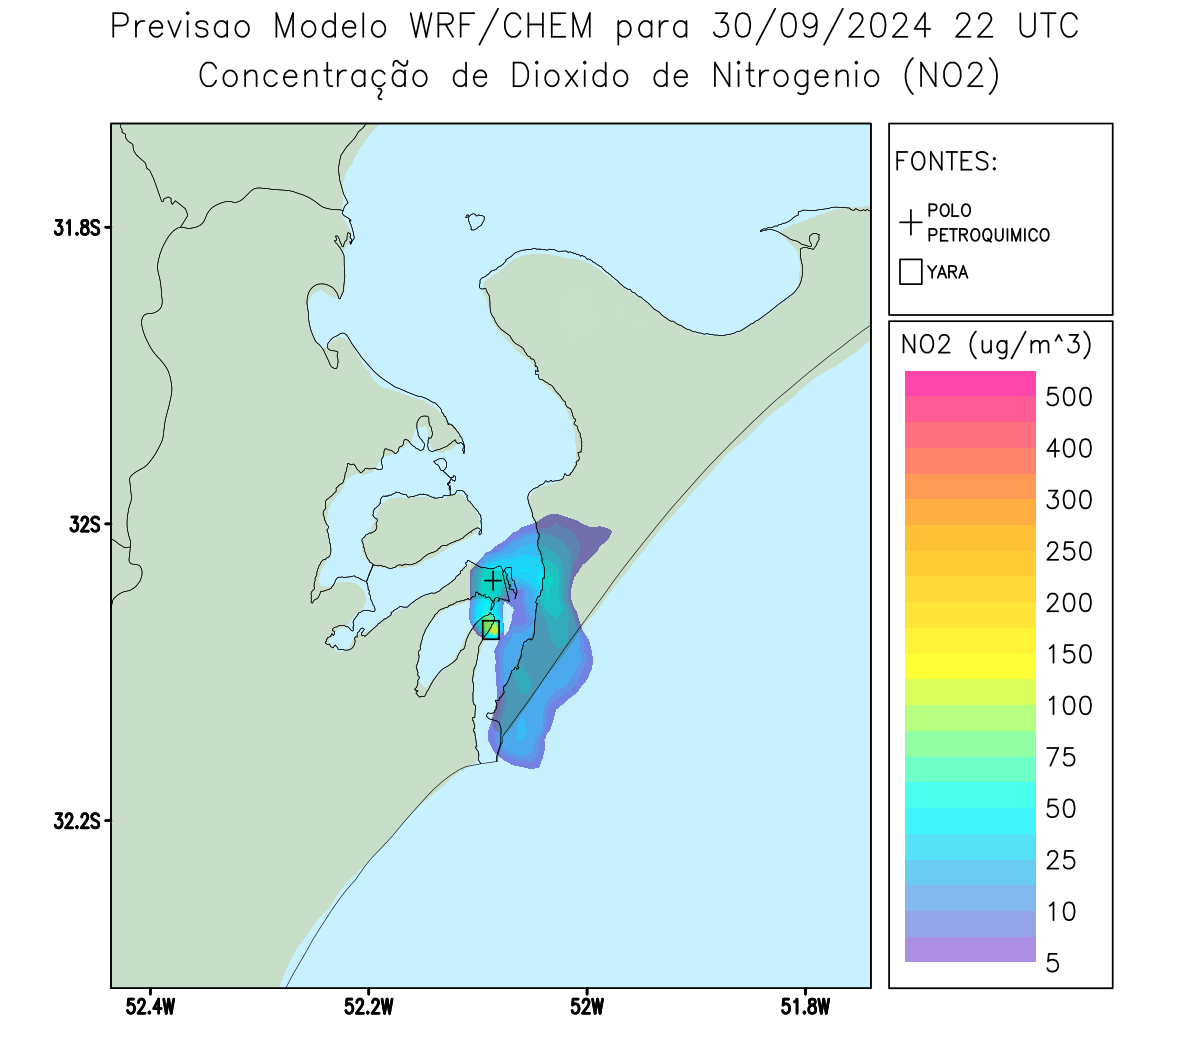 Previsao Modelo WRF/CHEM para 30/09/2024 22 UTC
Concentração de Dioxido de Nitrogenio (NO2)
FONTES:
POLO
PETROQUIMICO
YARA
NO2 (ug/m^3)
500
400
300
250
200
150
100
75
50
25
10
5
31.8S
32S
32.2S
52.4W
52.2W
52W
51.8W